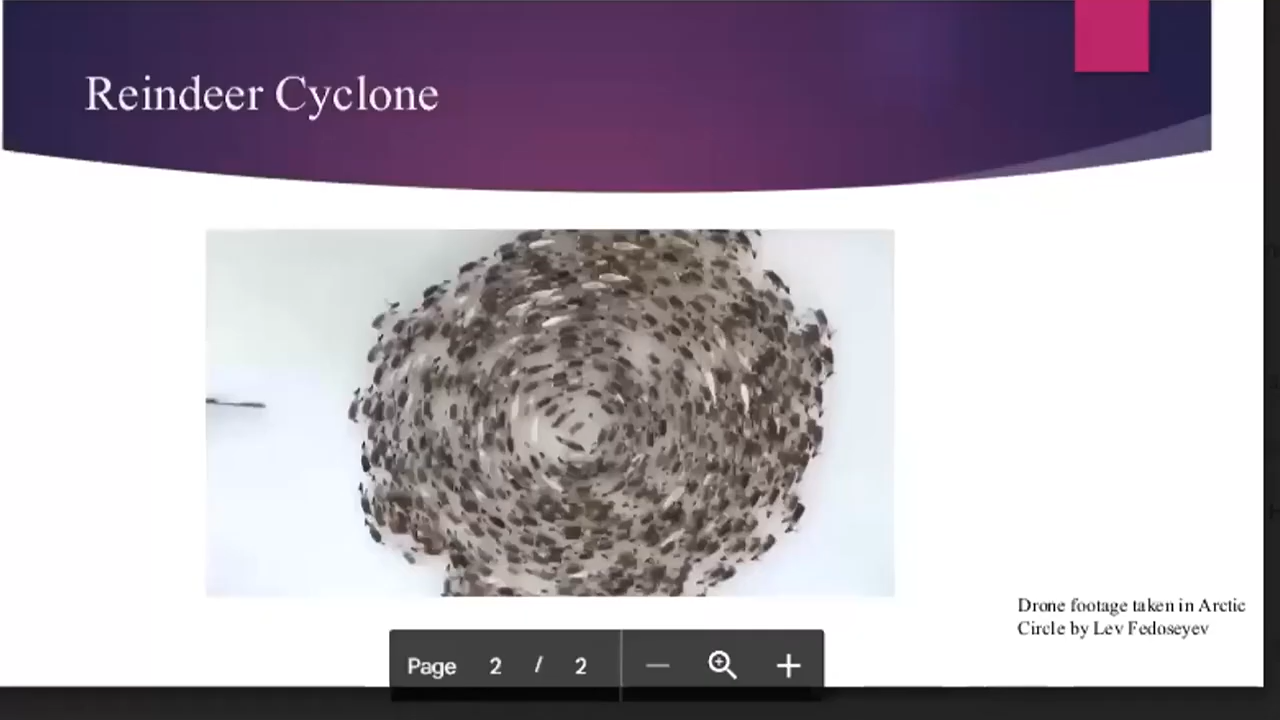 Reindeer Cyclone
Drone footage taken in Arctic
Circle by Lev Fedoseyev
Page 2 / 2